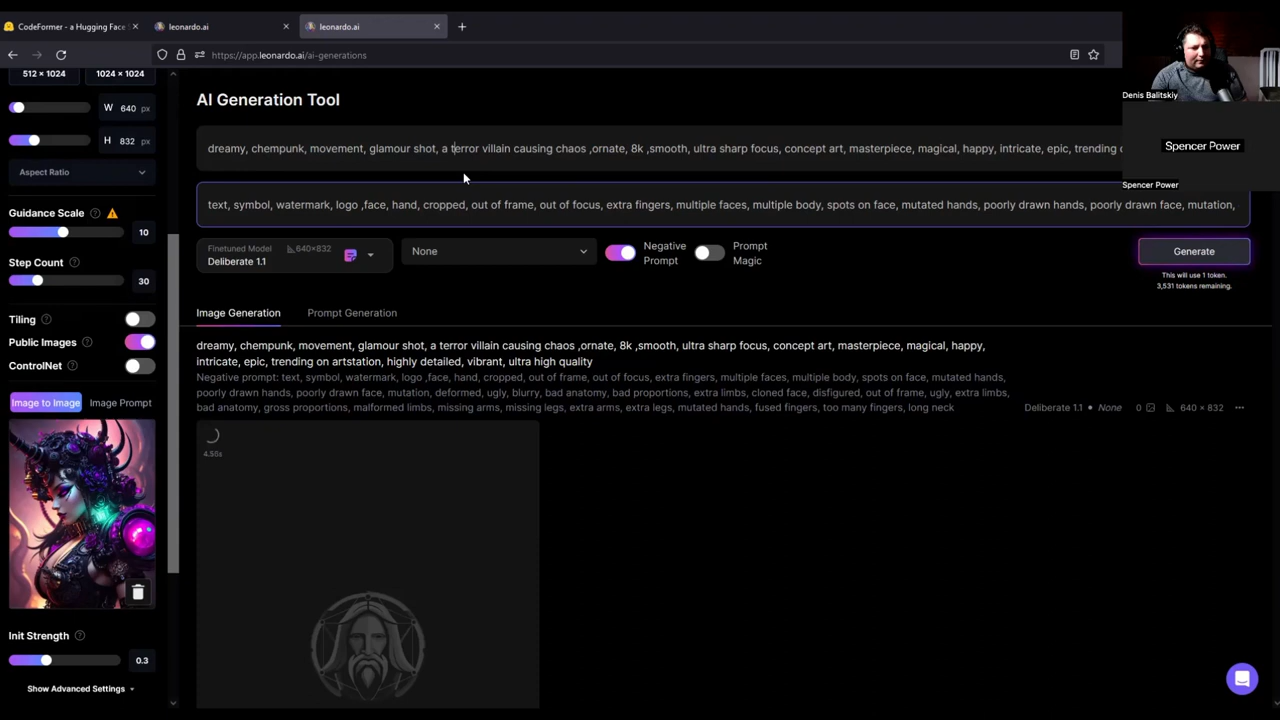 CodeFormer - a Hugging Face S
leonardo.ai
leonardo.ai
https://app.leonardo.ai/ai-generations
Denis Balitskiy
Spencer Power
Spencer Power
512 × 1024
1024 × 1024
W 640 px
H 832 px
Aspect Ratio
Guidance Scale
10
Step Count
30
Tiling
Public Images
ControlNet
Image to Image
Image Prompt
Init Strength
0.3
Show Advanced Settings
AI Generation Tool
dreamy, chempunk, movement, glamour shot, a terror villain causing chaos ,ornate, 8k ,smooth, ultra sharp focus, concept art, masterpiece, magical, happy, intricate, epic, trending
text, symbol, watermark, logo ,face, hand, cropped, out of frame, out of focus, extra fingers, multiple faces, multiple body, spots on face, mutated hands, poorly drawn hands, poorly drawn face, mutation,
Finetuned Model
640×832
Deliberate 1.1
None
Negative
Prompt
Prompt
Magic
Generate
This will use 1 token.
3,531 tokens remaining.
Image Generation
Prompt Generation
dreamy, chempunk, movement, glamour shot, a terror villain causing chaos ,ornate, 8k ,smooth, ultra sharp focus, concept art, masterpiece, magical, happy,
intricate, epic, trending on artstation, highly detailed, vibrant, ultra high quality
Negative prompt: text, symbol, watermark, logo ,face, hand, cropped, out of frame, out of focus, extra fingers, multiple faces, multiple body, spots on face, mutated hands,
poorly drawn hands, poorly drawn face, mutation, deformed, ugly, blurry, bad anatomy, bad proportions, extra limbs, cloned face, disfigured, out of frame, ugly, extra limbs,
bad anatomy, gross proportions, malformed limbs, missing arms, missing legs, extra arms, extra legs, mutated hands, fused fingers, too many fingers, long neck
Deliberate 1.1 • None
0
640 × 832
4.56s